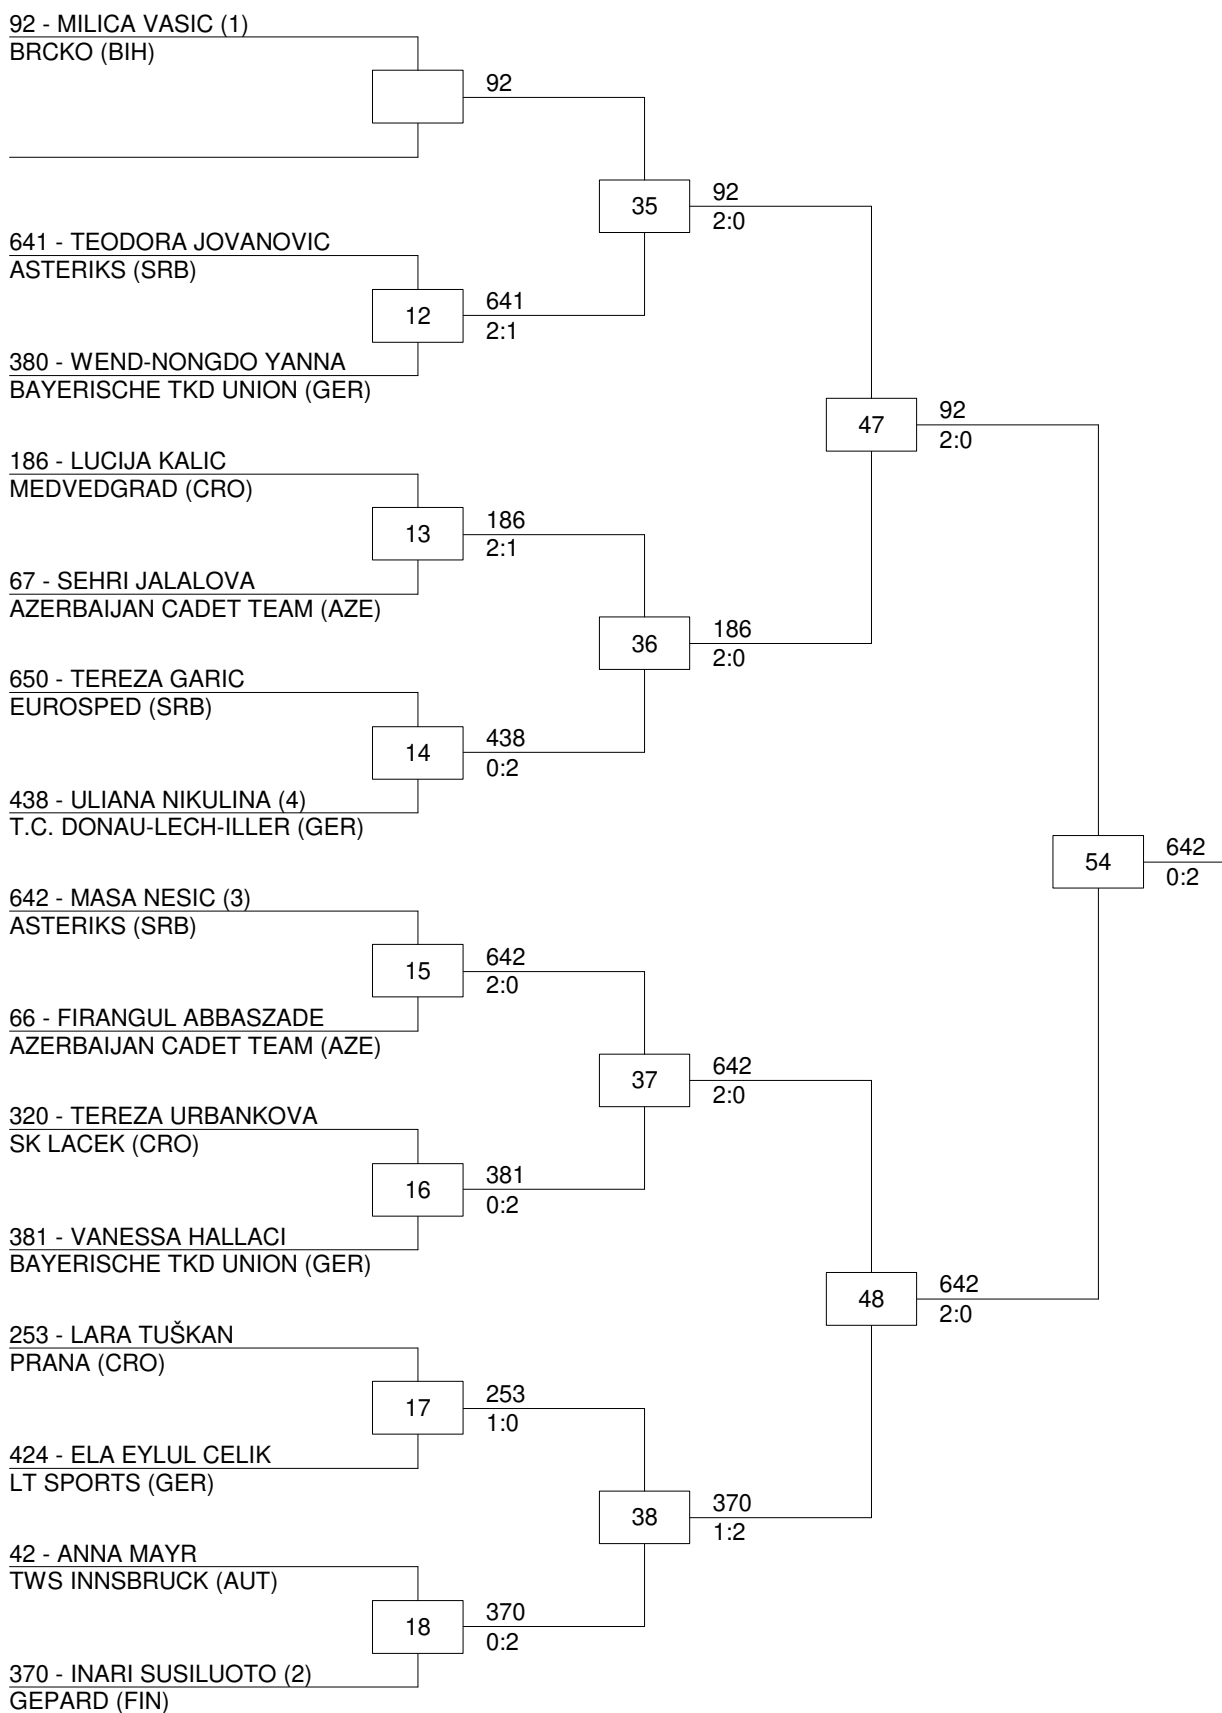 92 - MILICA VASIC (1)
BRCKO (BIH)
92
35
92
2:0
641 - TEODORA JOVANOVIC
ASTERIKS (SRB)
12
641
2:1
380 - WEND-NONGDO YANNA
BAYERISCHE TKD UNION (GER)
47
92
2:0
186 - LUCIJA KALIC
MEDVEDGRAD (CRO)
13
186
2:1
67 - SEHRI JALALOVA
AZERBAIJAN CADET TEAM (AZE)
36
186
2:0
650 - TEREZA GARIC
EUROSPED (SRB)
14
438
0:2
438 - ULIANA NIKULINA (4)
T.C. DONAU-LECH-ILLER (GER)
54
642
0:2
642 - MASA NESIC (3)
ASTERIKS (SRB)
15
642
2:0
66 - FIRANGUL ABBASZADE
AZERBAIJAN CADET TEAM (AZE)
37
642
2:0
320 - TEREZA URBANKOVA
SK LACEK (CRO)
16
381
0:2
381 - VANESSA HALLACI
BAYERISCHE TKD UNION (GER)
48
642
2:0
253 - LARA TUŠKAN
PRANA (CRO)
17
253
1:0
424 - ELA EYLUL CELIK
LT SPORTS (GER)
38
370
1:2
42 - ANNA MAYR
TWS INNSBRUCK (AUT)
18
370
0:2
370 - INARI SUSILUOTO (2)
GEPARD (FIN)